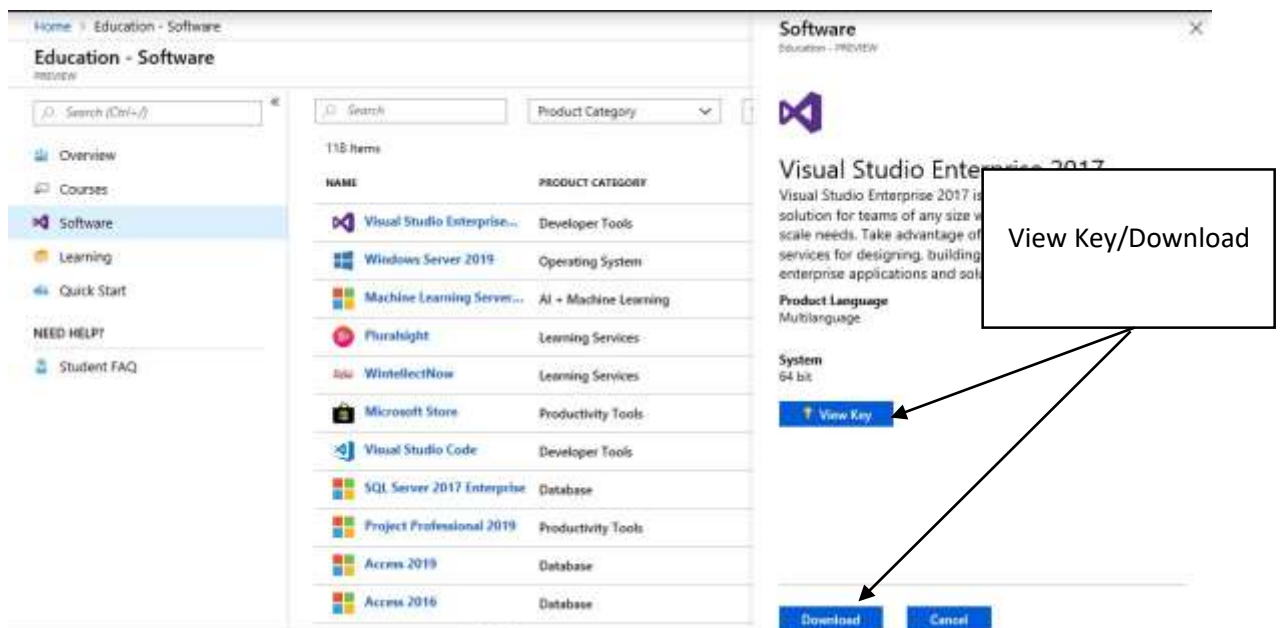 Home > Education - Software
Education - Software
PREVIEW
Search (Ctrl+/)
Overview
Courses
Software
Learning
Quick Start
NEED HELP?
Student FAQ
Search
Product Category
118 Items
NAME PRODUCT CATEGORY
Visual Studio Enterprise... Developer Tools
Windows Server 2019 Operating System
Machine Learning Server... AI + Machine Learning
Pluralsight Learning Services
WintellectNow Learning Services
Microsoft Store Productivity Tools
Visual Studio Code Developer Tools
SQL Server 2017 Enterprise Database
Project Professional 2019 Productivity Tools
Access 2019 Database
Access 2016 Database
Software
Education - PREVIEW
Visual Studio Enterprise 2017
Visual Studio Enterprise 2017 is
solution for teams of any size
scale needs. Take advantage of
services for designing, building
enterprise applications and
Product Language
Multilanguage
System
64 bit
View Key
Download Cancel
View Key/Download